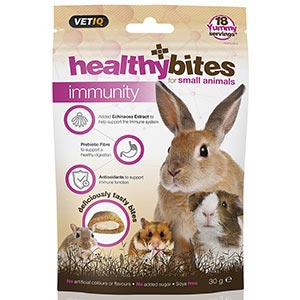 VETIQ
18
Yummy
servings*
healthybites
for small animals
immunity
Added Echinacea Extract to
help support the immune system
Prebiotic Fibre
to support a
healthy digestion
Antioxidants to support
immune function
deliciously tasty bites
No artificial colours or flavours • No added sugar • Soya free
30 g e